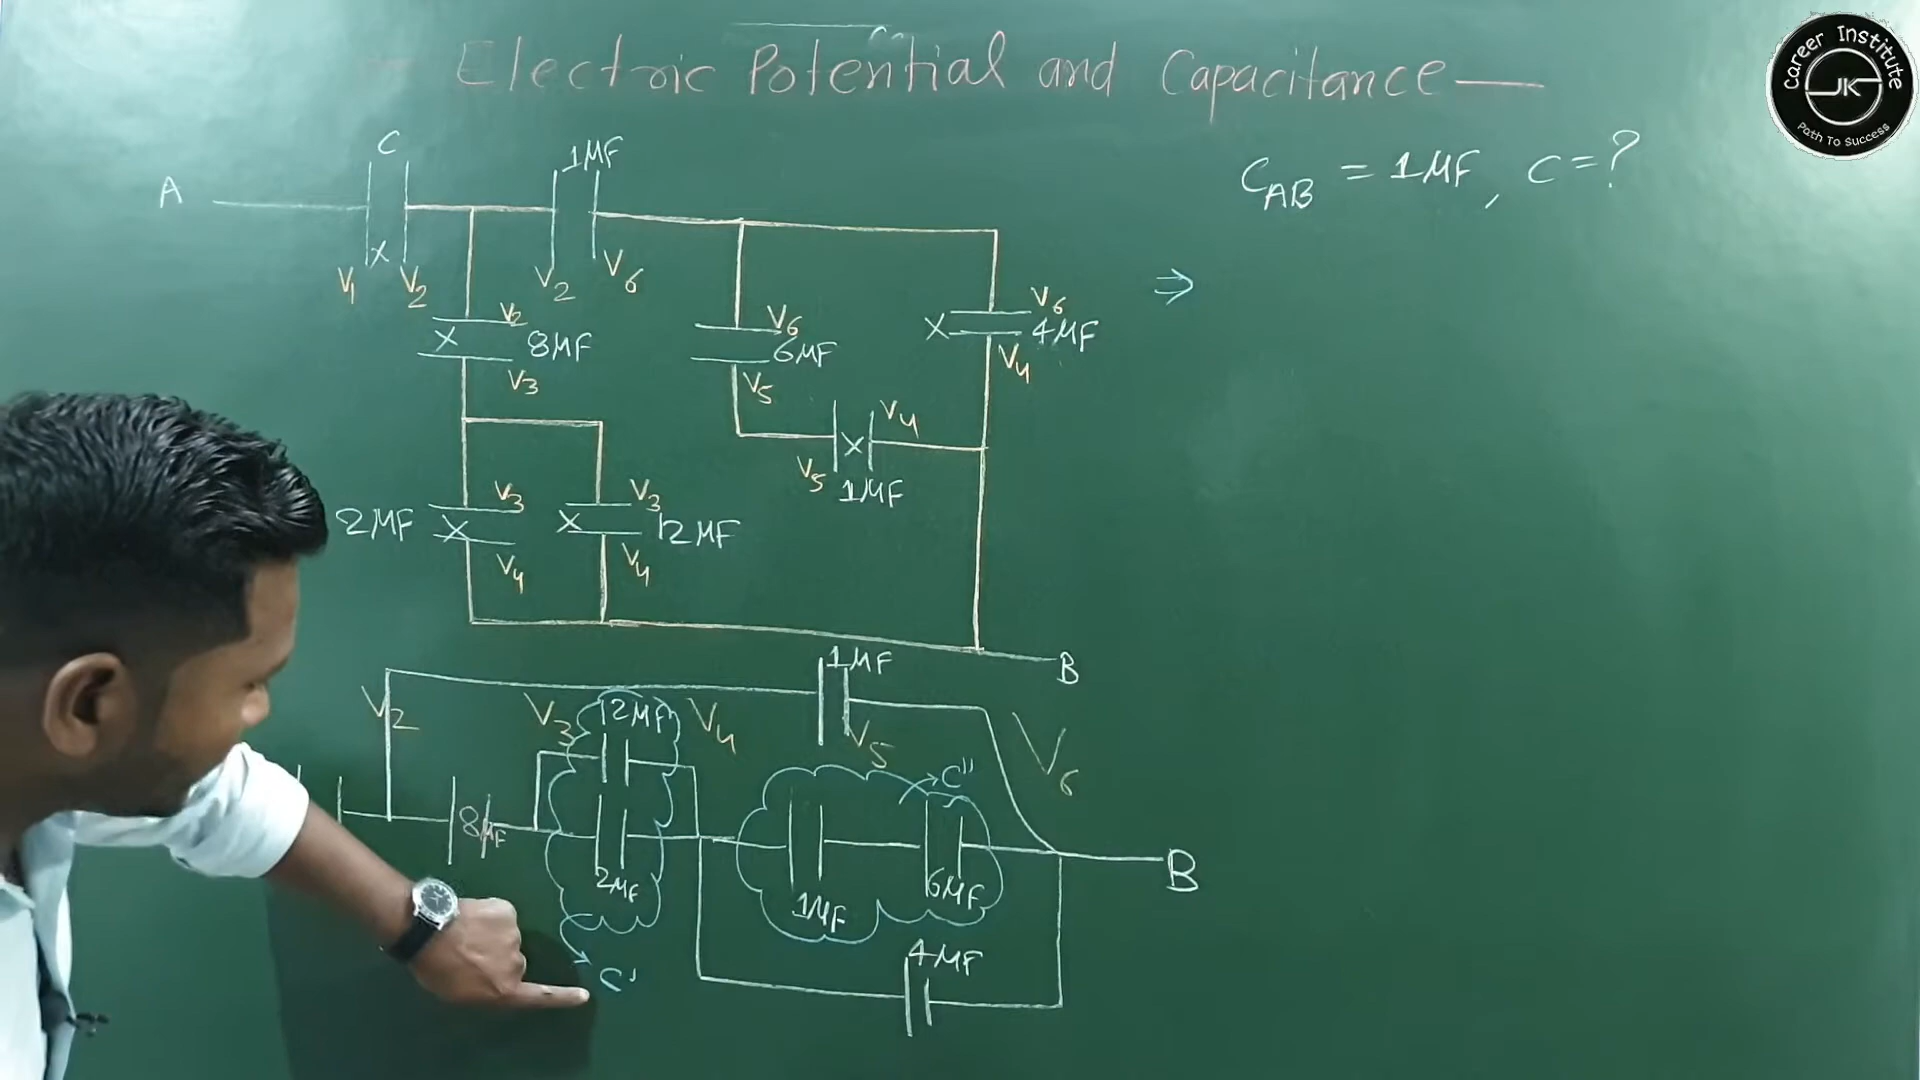 Electric Potential and Capacitance
Career Institute
JK
Path To Success
C
1MF
A
C_AB = 1MF, C = ?
V1 V2 V2 V6
⇒
V2 V6 V6
X 8MF 6MF X 4MF
V3 V5 V4
V4
V5 X
1MF
V3 V3
2MF X X 12MF
V4 V4
B
1MF
V2 V3 12MF V4 V5 V6
C"
8MF
B
2MF 1MF 6MF
4MF
C'